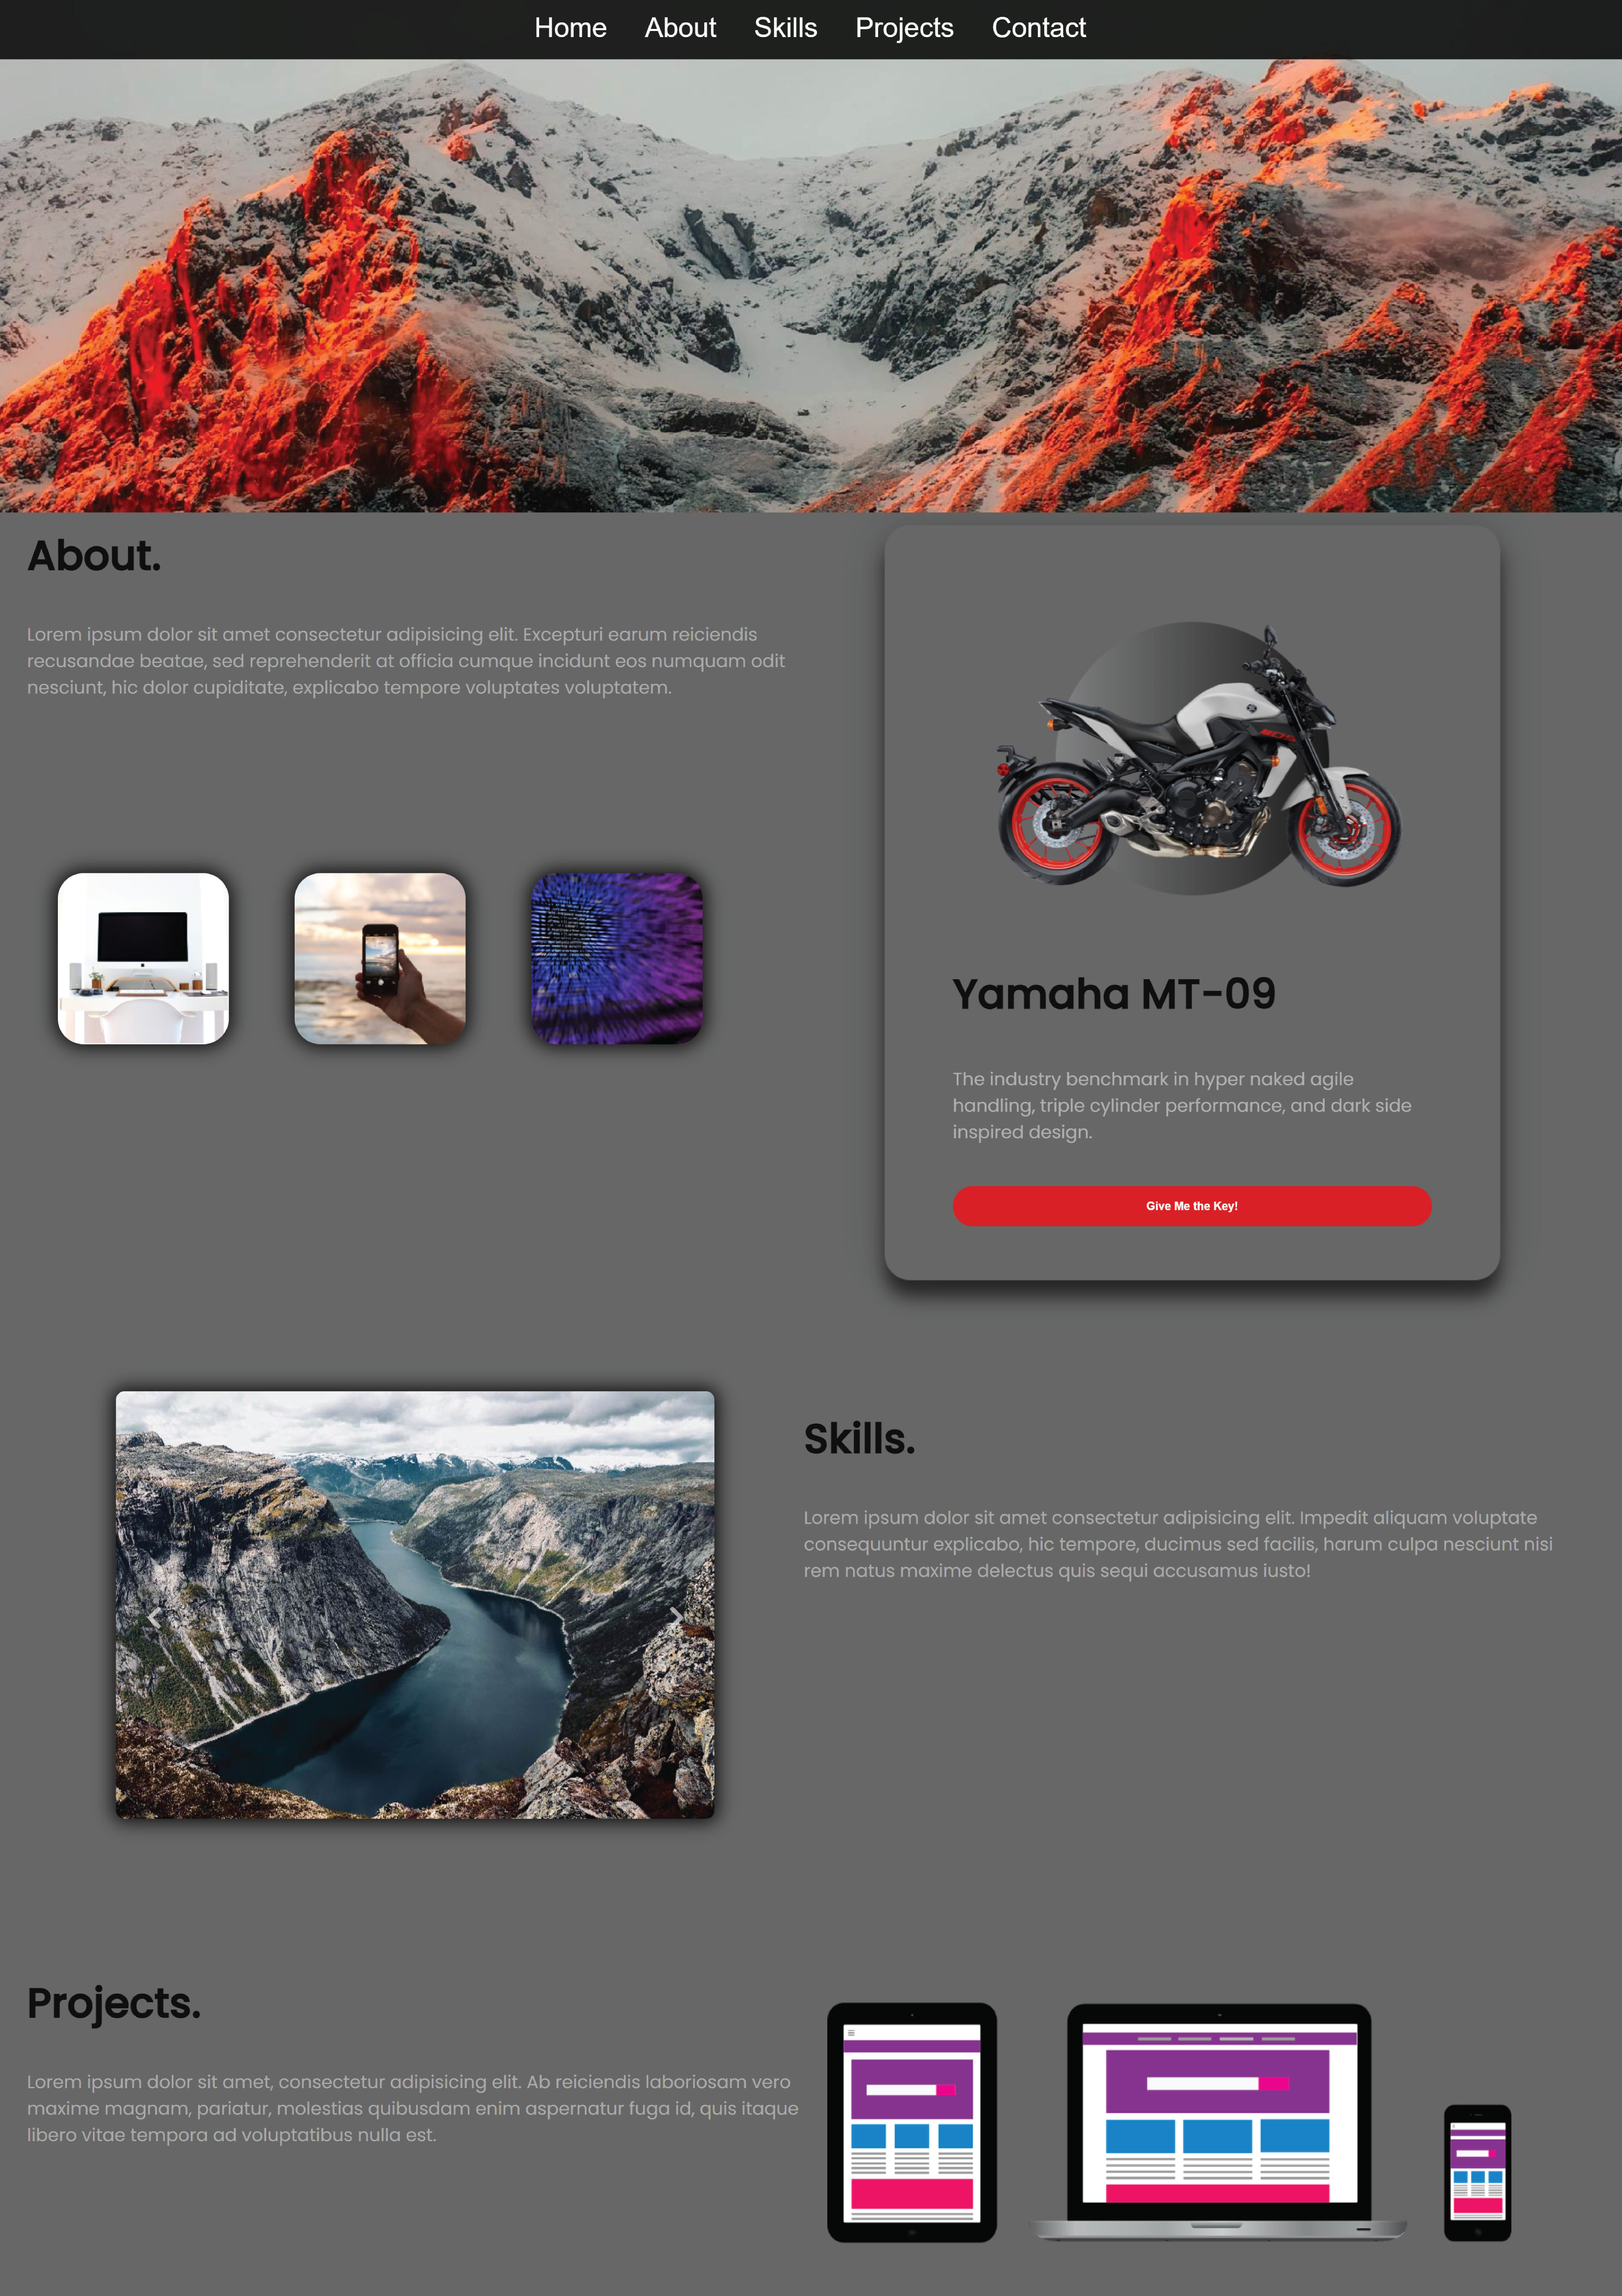 Home About Skills Projects Contact
About.
Lorem ipsum dolor sit amet consectetur adipisicing elit. Excepturi earum reiciendis
recusandae beatae, sed reprehenderit at officia cumque incidunt eos numquam odit
nesciunt, hic dolor cupiditate, explicabo tempore voluptates voluptatem.
Yamaha MT-09
The industry benchmark in hyper naked agile
handling, triple cylinder performance, and dark side
inspired design.
Give Me the Key!
Skills.
Lorem ipsum dolor sit amet consectetur adipisicing elit. Impedit aliquam voluptate
consequuntur explicabo, hic tempore, ducimus sed facilis, harum culpa nesciunt nisi
rem natus maxime delectus quis sequi accusamus iusto!
Projects.
Lorem ipsum dolor sit amet, consectetur adipisicing elit. Ab reiciendis laboriosam vero
maxime magnam, pariatur, molestias quibusdam enim aspernatur fuga id, quis itaque
libero vitae tempora ad voluptatibus nulla est.